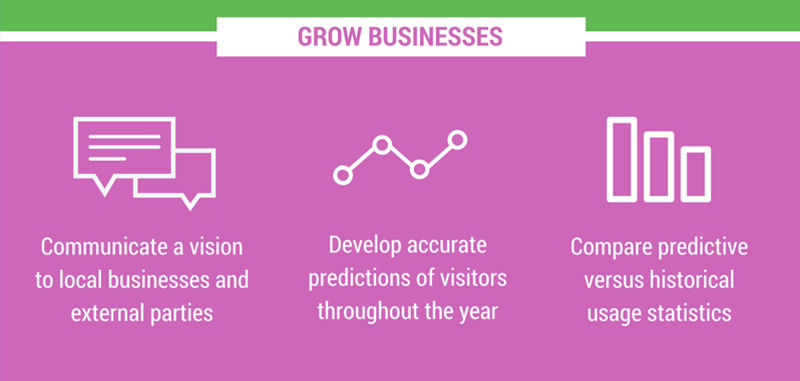 GROW BUSINESSES
Communicate a vision
to local businesses and
external parties
Develop accurate
predictions of visitors
throughout the year
Compare predictive
versus historical
usage statistics